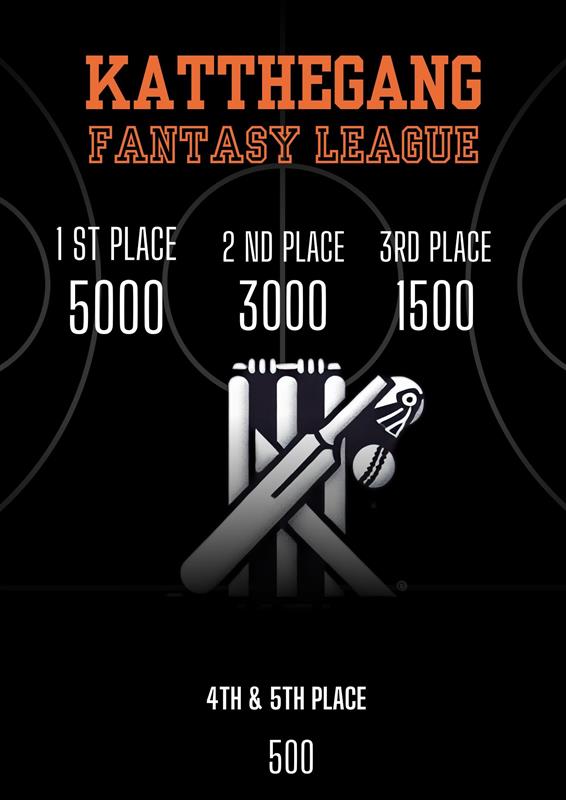 KATTHEGANG
FANTASY LEAGUE
1 ST PLACE 2 ND PLACE 3RD PLACE
5000 3000 1500
®
4TH & 5TH PLACE
500